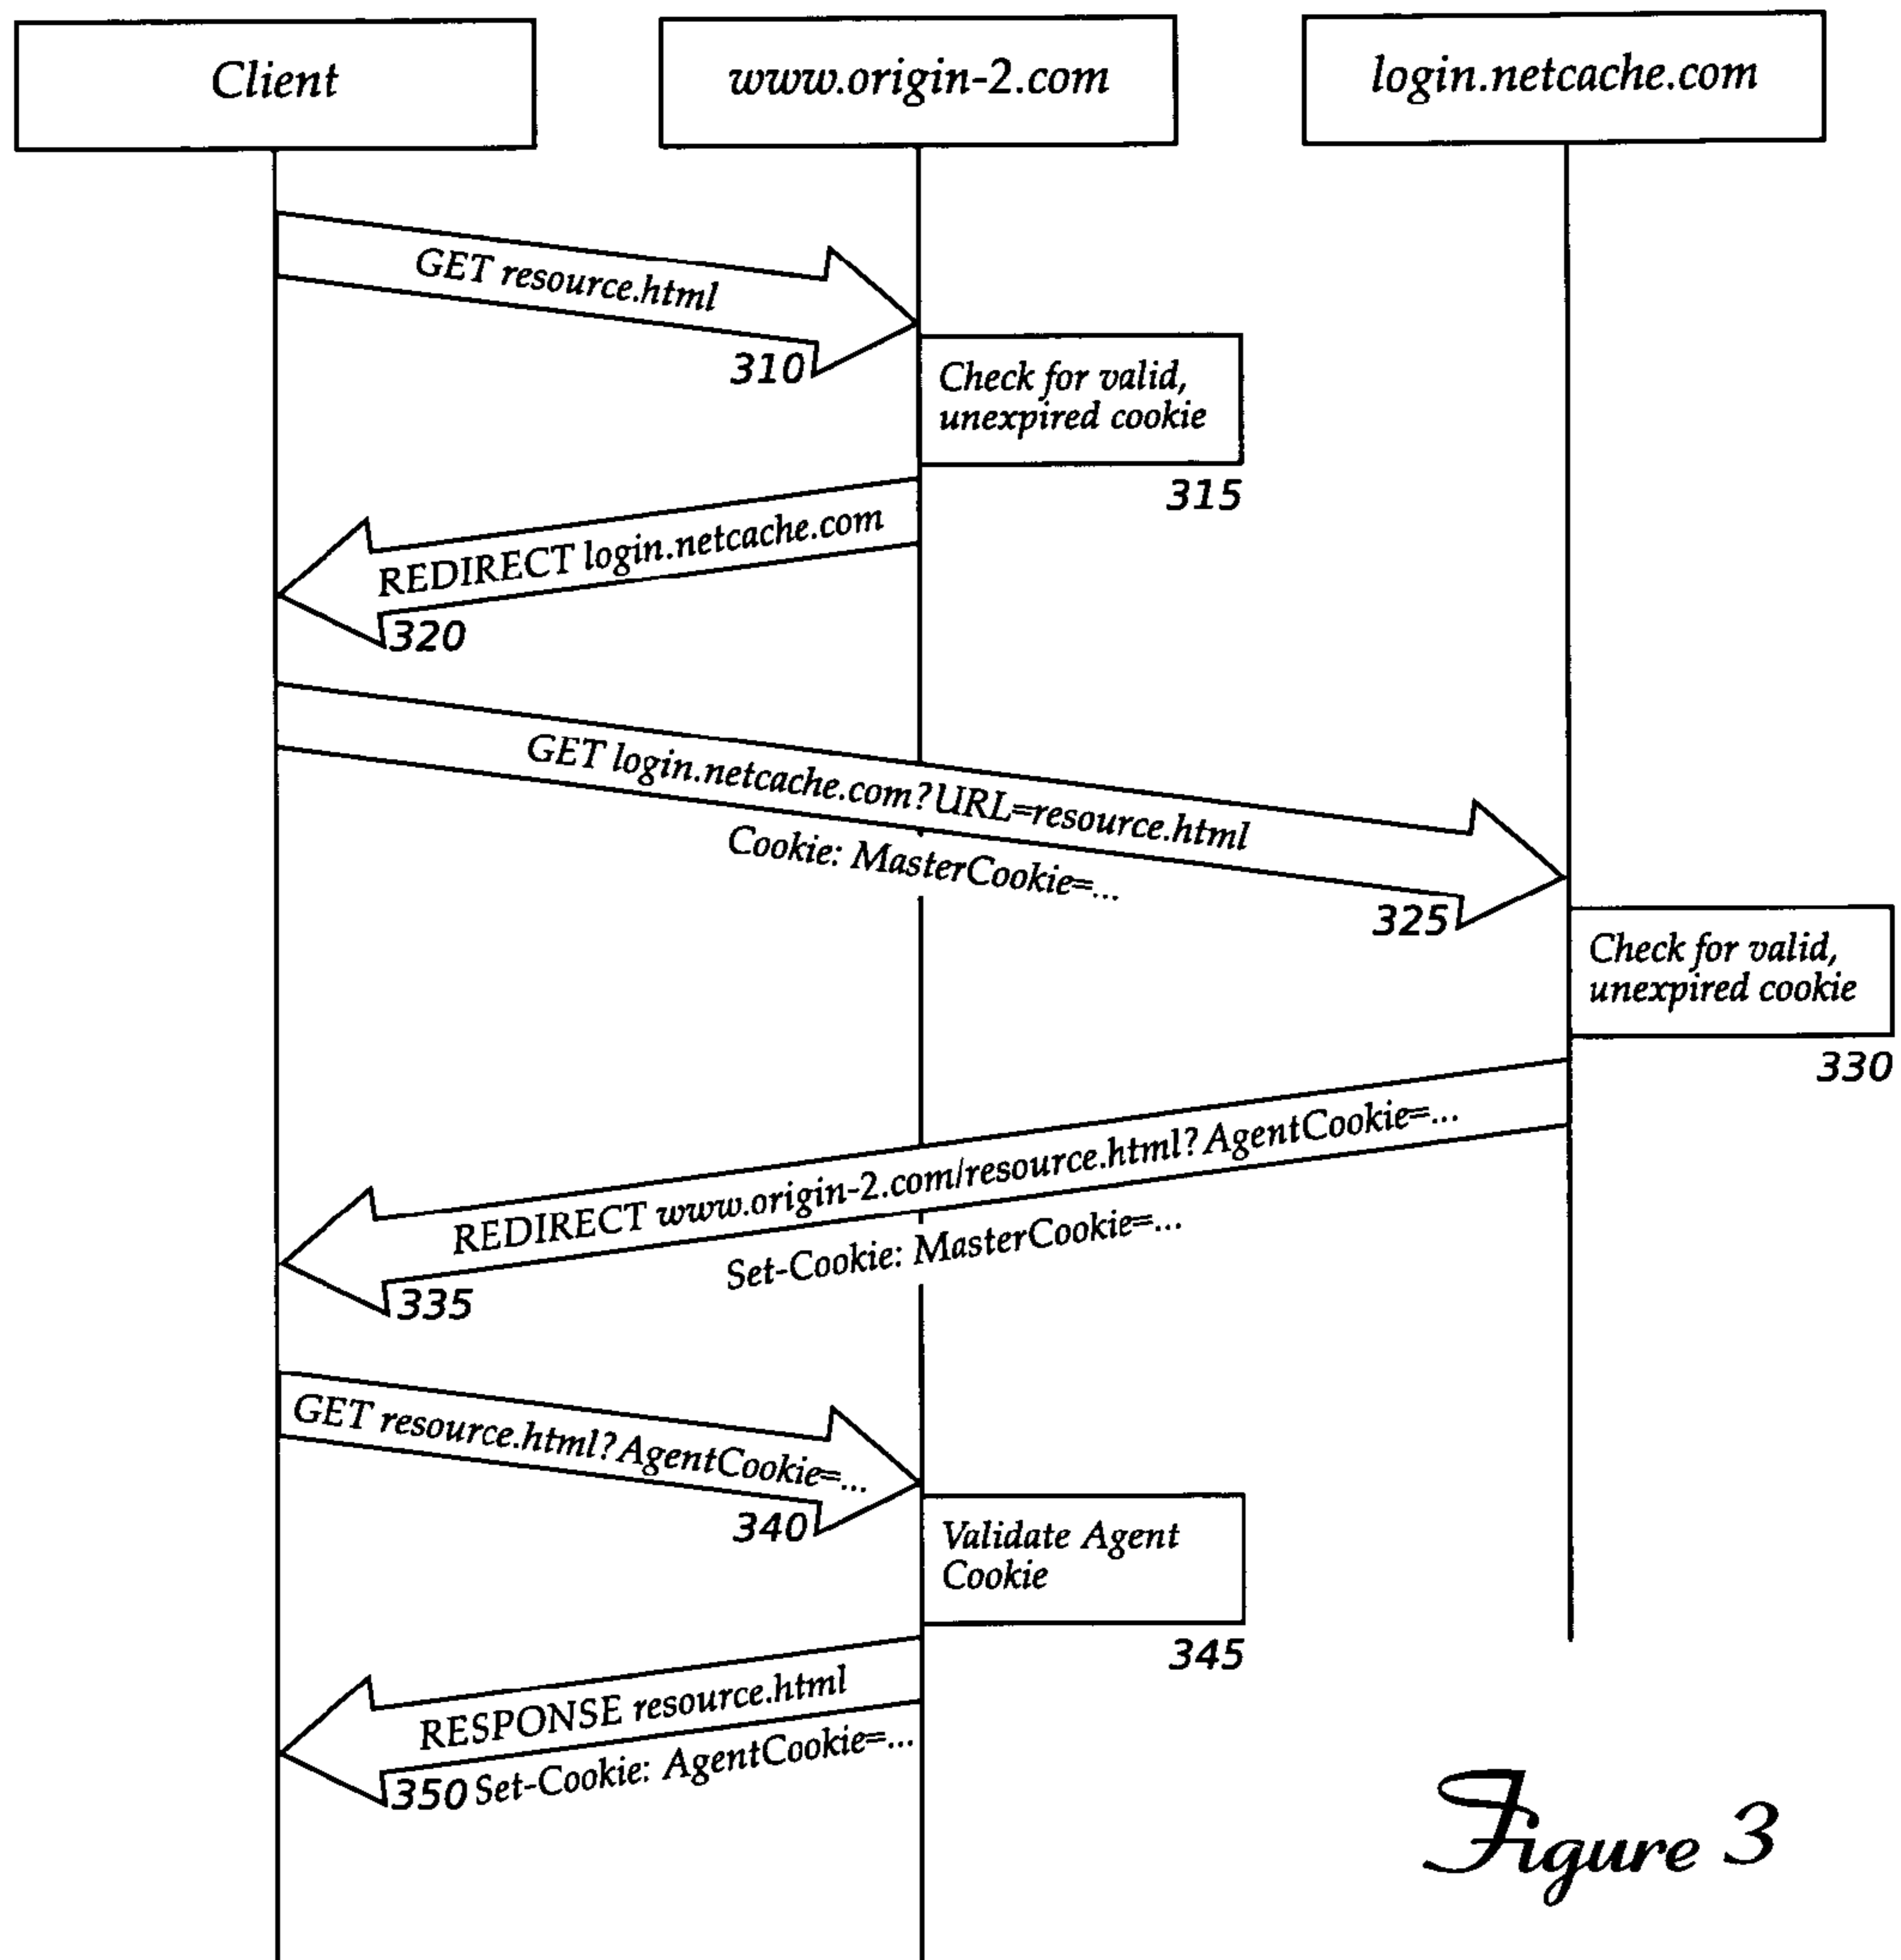 Client
www.origin-2.com
login.netcache.com
GET resource.html
310
Check for valid,
unexpired cookie
315
REDIRECT login.netcache.com
320
GET login.netcache.com?URL=resource.html
Cookie: MasterCookie=...
325
Check for valid,
unexpired cookie
330
REDIRECT www.origin-2.com/resource.html?AgentCookie=...
Set-Cookie: MasterCookie=...
335
GET resource.html?AgentCookie=...
340
Validate Agent
Cookie
345
RESPONSE resource.html
350 Set-Cookie: AgentCookie=...
Figure 3